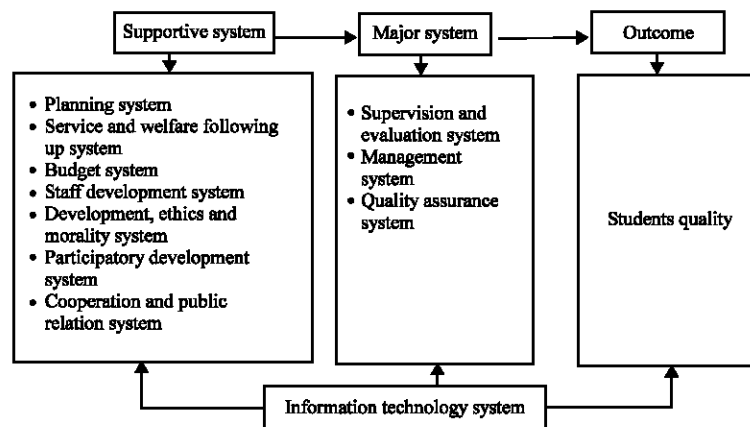 Supportive system
Major system
Outcome
• Planning system
• Service and welfare following
up system
• Budget system
• Staff development system
• Development, ethics and
morality system
• Participatory development
system
• Cooperation and public
relation system
• Supervision and
evaluation system
• Management
system
• Quality assurance
system
Students quality
Information technology system